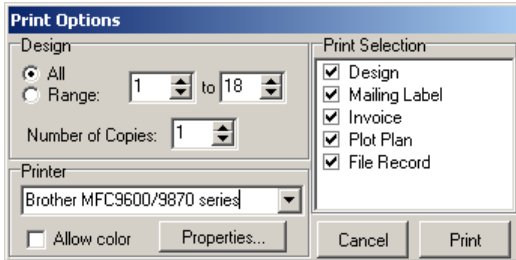 Print Options
Design
All
Range: 1 to 18
Number of Copies: 1
Printer
Brother MFC9600/9870 series
Allow color Properties...
Print Selection
Design
Mailing Label
Invoice
Plot Plan
File Record
Cancel Print